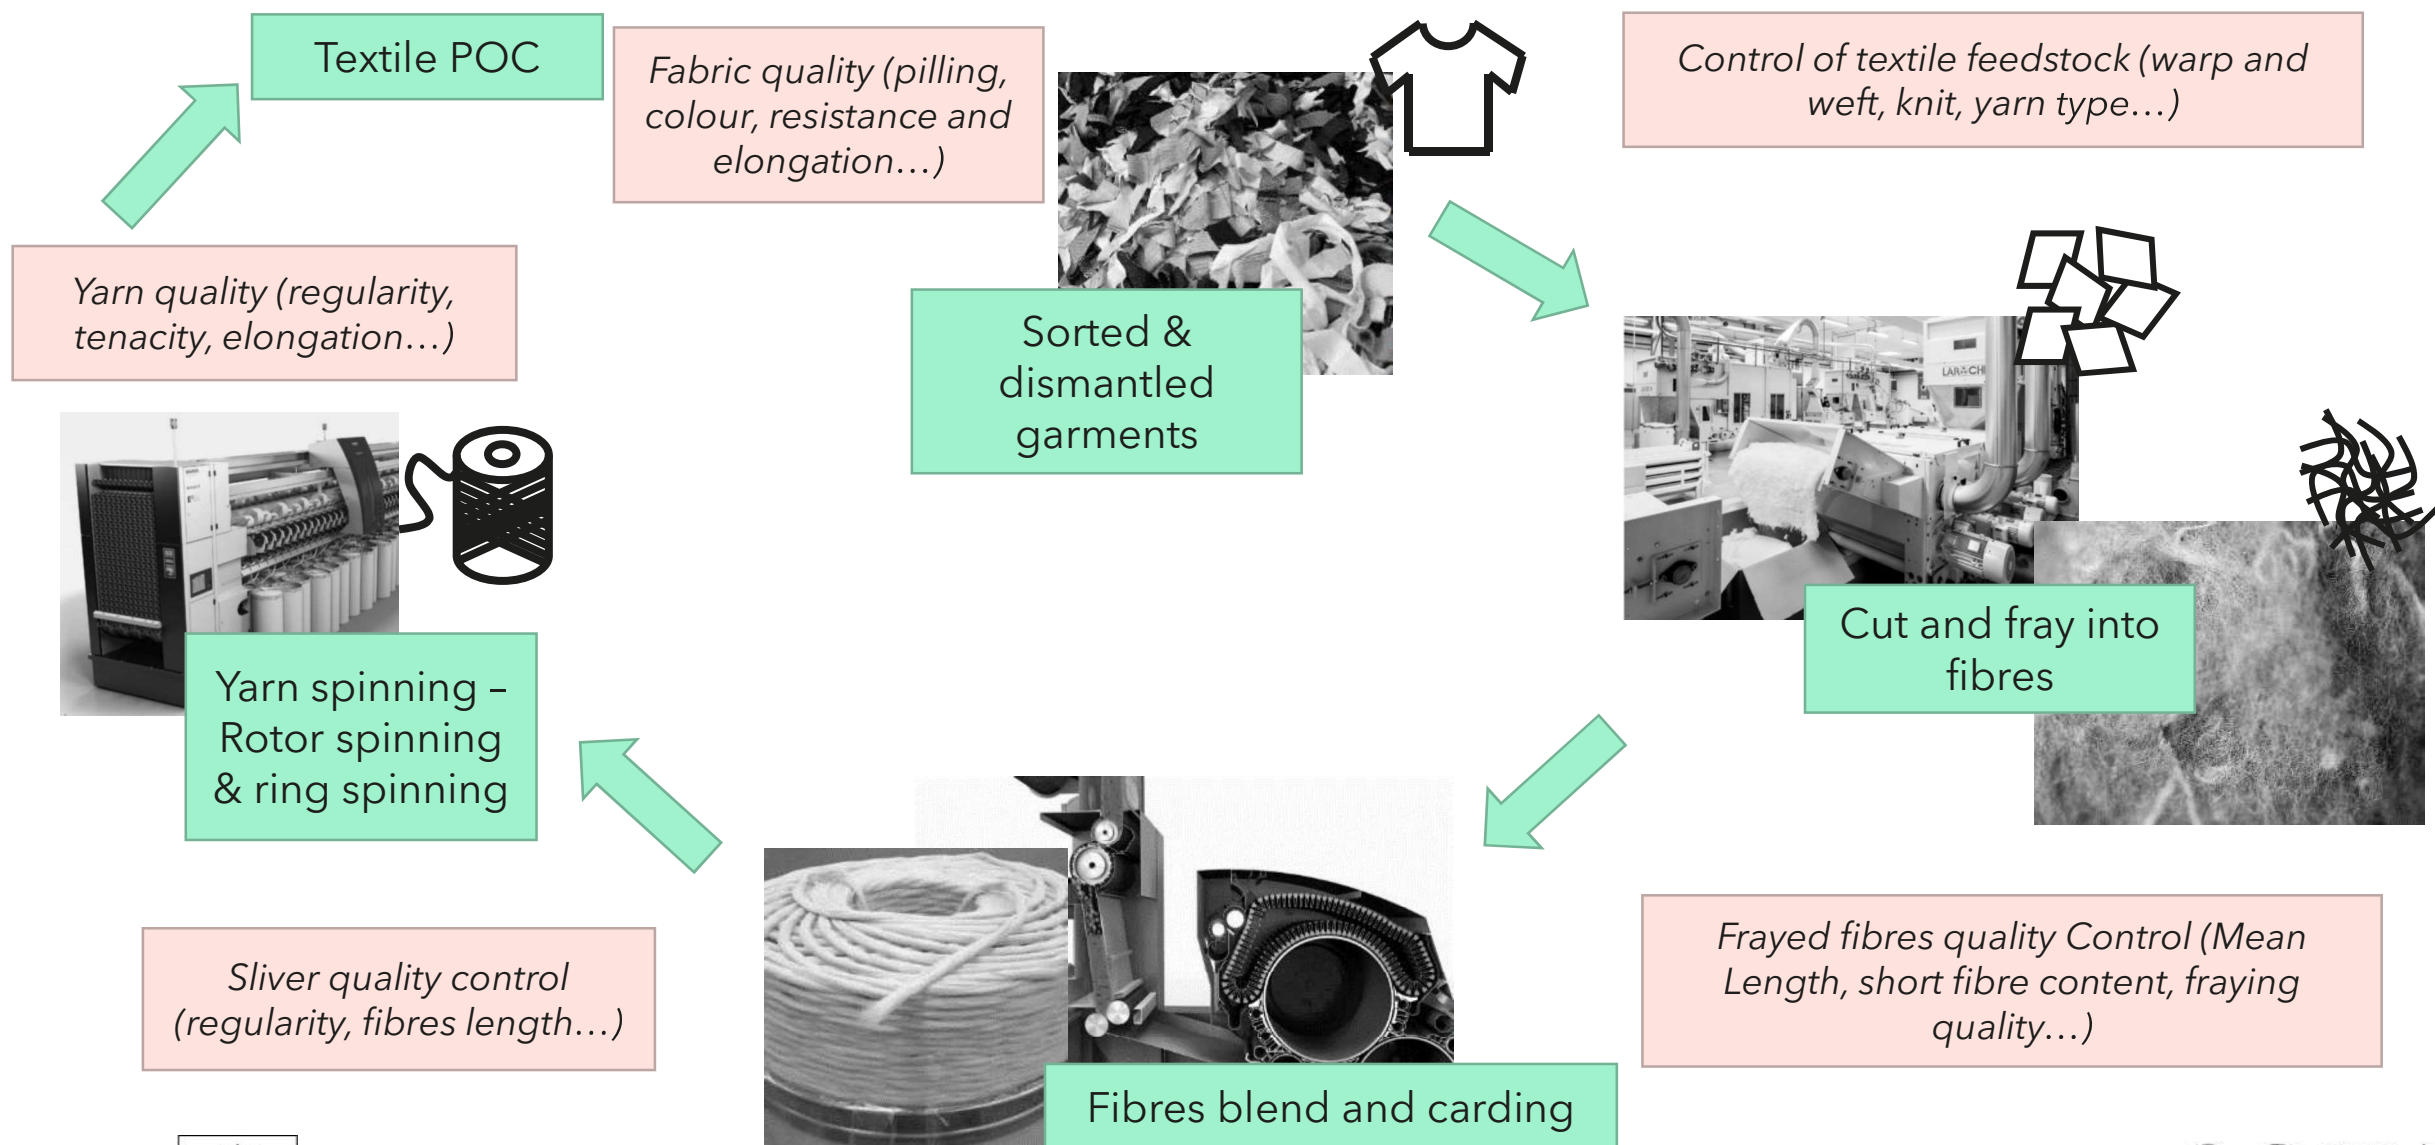 Textile POC
Fabric quality (pilling,
colour, resistance and
elongation…)
Control of textile feedstock (warp and
weft, knit, yarn type…)
Yarn quality (regularity,
tenacity, elongation…)
Sorted &
dismantled
garments
Cut and fray into
fibres
Yarn spinning –
Rotor spinning
& ring spinning
Sliver quality control
(regularity, fibres length…)
Frayed fibres quality Control (Mean
Length, short fibre content, fraying
quality…)
Fibres blend and carding